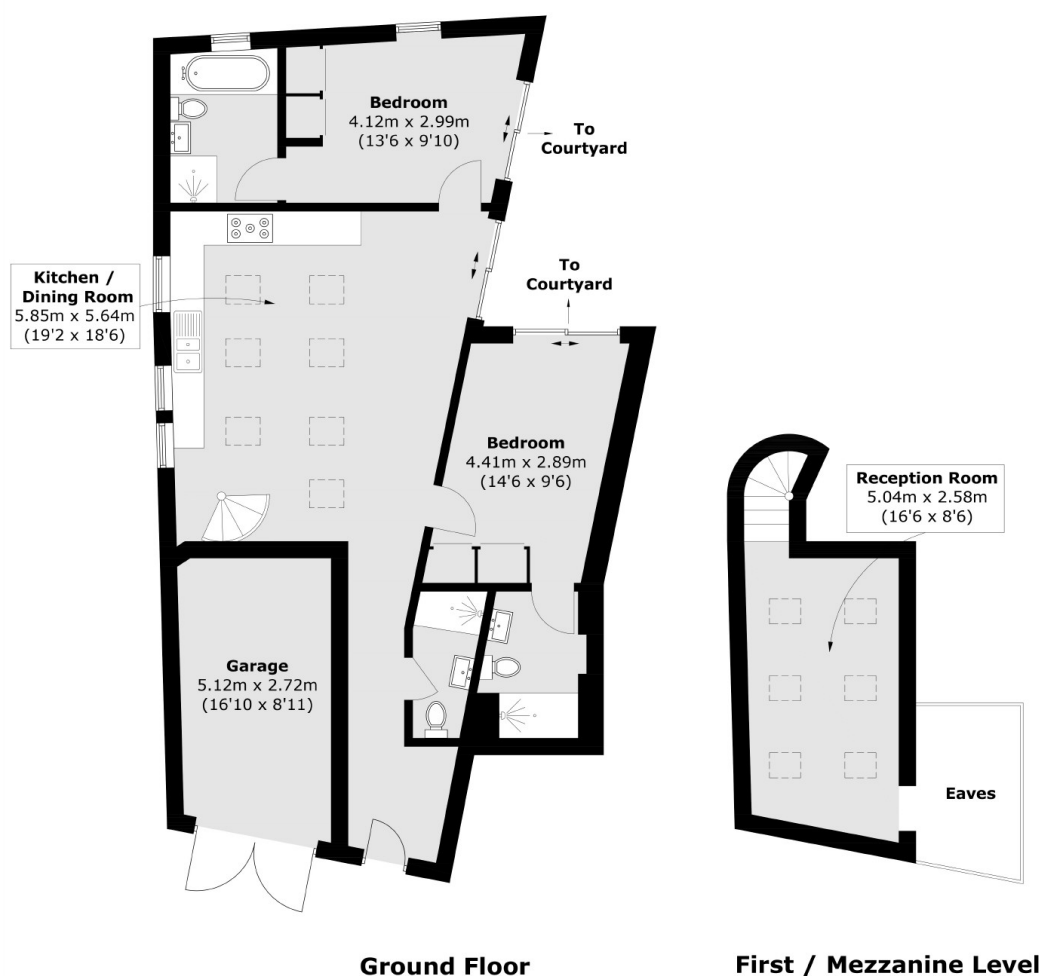 Bedroom
4.12m x 2.99m
(13'6 x 9'10)
To
Courtyard
Kitchen /
Dining Room
5.85m x 5.64m
(19'2 x 18'6)
To
Courtyard
Bedroom
4.41m x 2.89m
(14'6 x 9'6)
Reception Room
5.04m x 2.58m
(16'6 x 8'6)
Garage
5.12m x 2.72m
(16'10 x 8'11)
Eaves
Ground Floor
First / Mezzanine Level